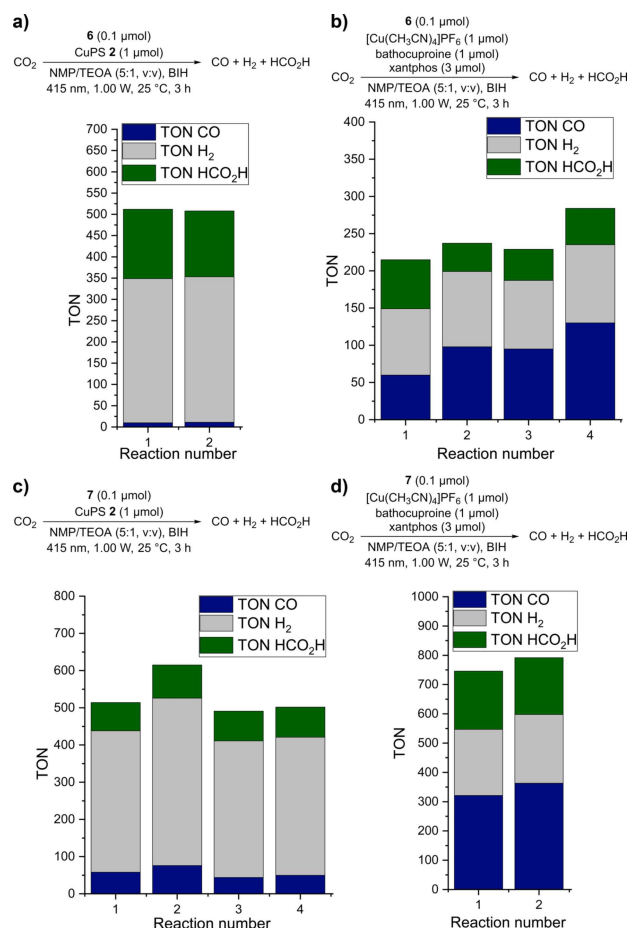 a)
6 (0.1 µmol)
CuPS 2 (1 µmol)
CO2 CO + H2 + HCO2H
NMP/TEOA (5:1, v:v), BIH
415 nm, 1.00 W, 25 °C, 3 h
TON CO
TON H2
TON HCO2H
700
650
600
550
500
450
400
350
300
250
200
150
100
50
0
TON
1 2
Reaction number
b)
6 (0.1 µmol)
[Cu(CH3CN)4]PF6 (1 µmol)
bathocuproine (1 µmol)
xantphos (3 µmol)
CO2 CO + H2 + HCO2H
NMP/TEOA (5:1, v:v), BIH
415 nm, 1.00 W, 25 °C, 3 h
TON CO
TON H2
TON HCO2H
400
350
300
250
200
150
100
50
0
TON
1 2 3 4
Reaction number
c)
7 (0.1 µmol)
CuPS 2 (1 µmol)
CO2 CO + H2 + HCO2H
NMP/TEOA (5:1, v:v), BIH
415 nm, 1.00 W, 25 °C, 3 h
TON CO
TON H2
TON HCO2H
800
700
600
500
400
300
200
100
0
TON
1 2 3 4
Reaction number
d)
7 (0.1 µmol)
[Cu(CH3CN)4]PF6 (1 µmol)
bathocuproine (1 µmol)
xantphos (3 µmol)
CO2 CO + H2 + HCO2H
NMP/TEOA (5:1, v:v), BIH
415 nm, 1.00 W, 25 °C, 3 h
TON CO
TON H2
TON HCO2H
1000
900
800
700
600
500
400
300
200
100
0
TON
1 2
Reaction number